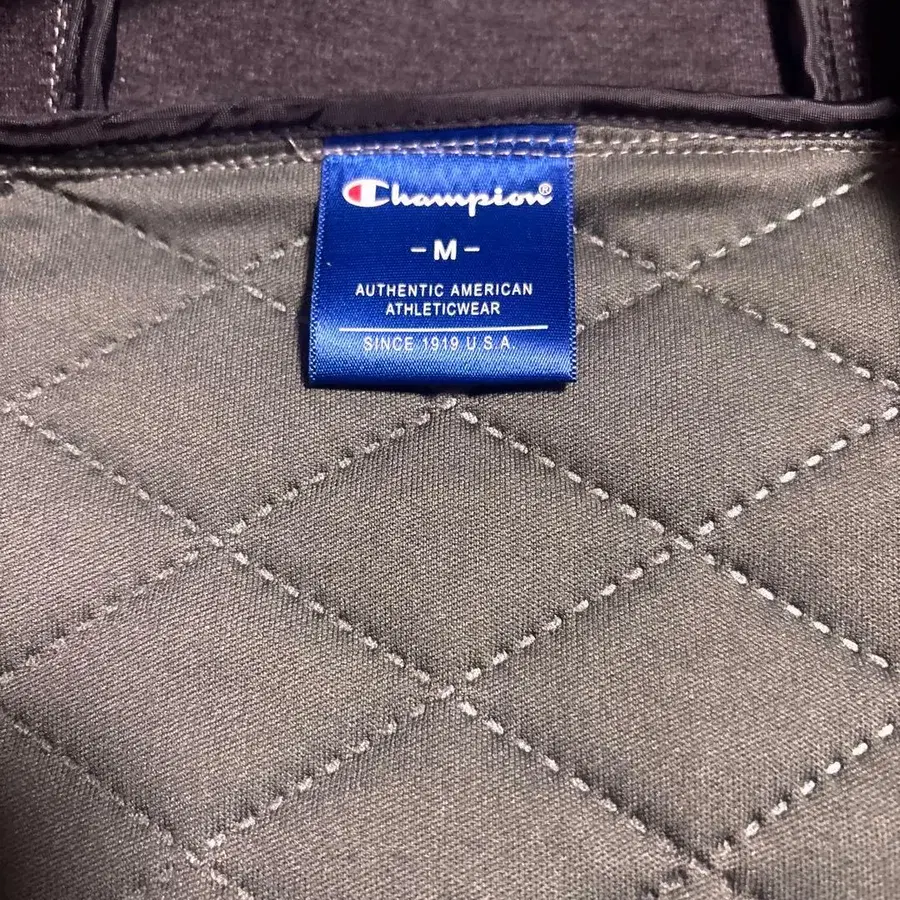 Champion®
- M -
AUTHENTIC AMERICAN
ATHLETICWEAR
SINCE 1919 U.S.A